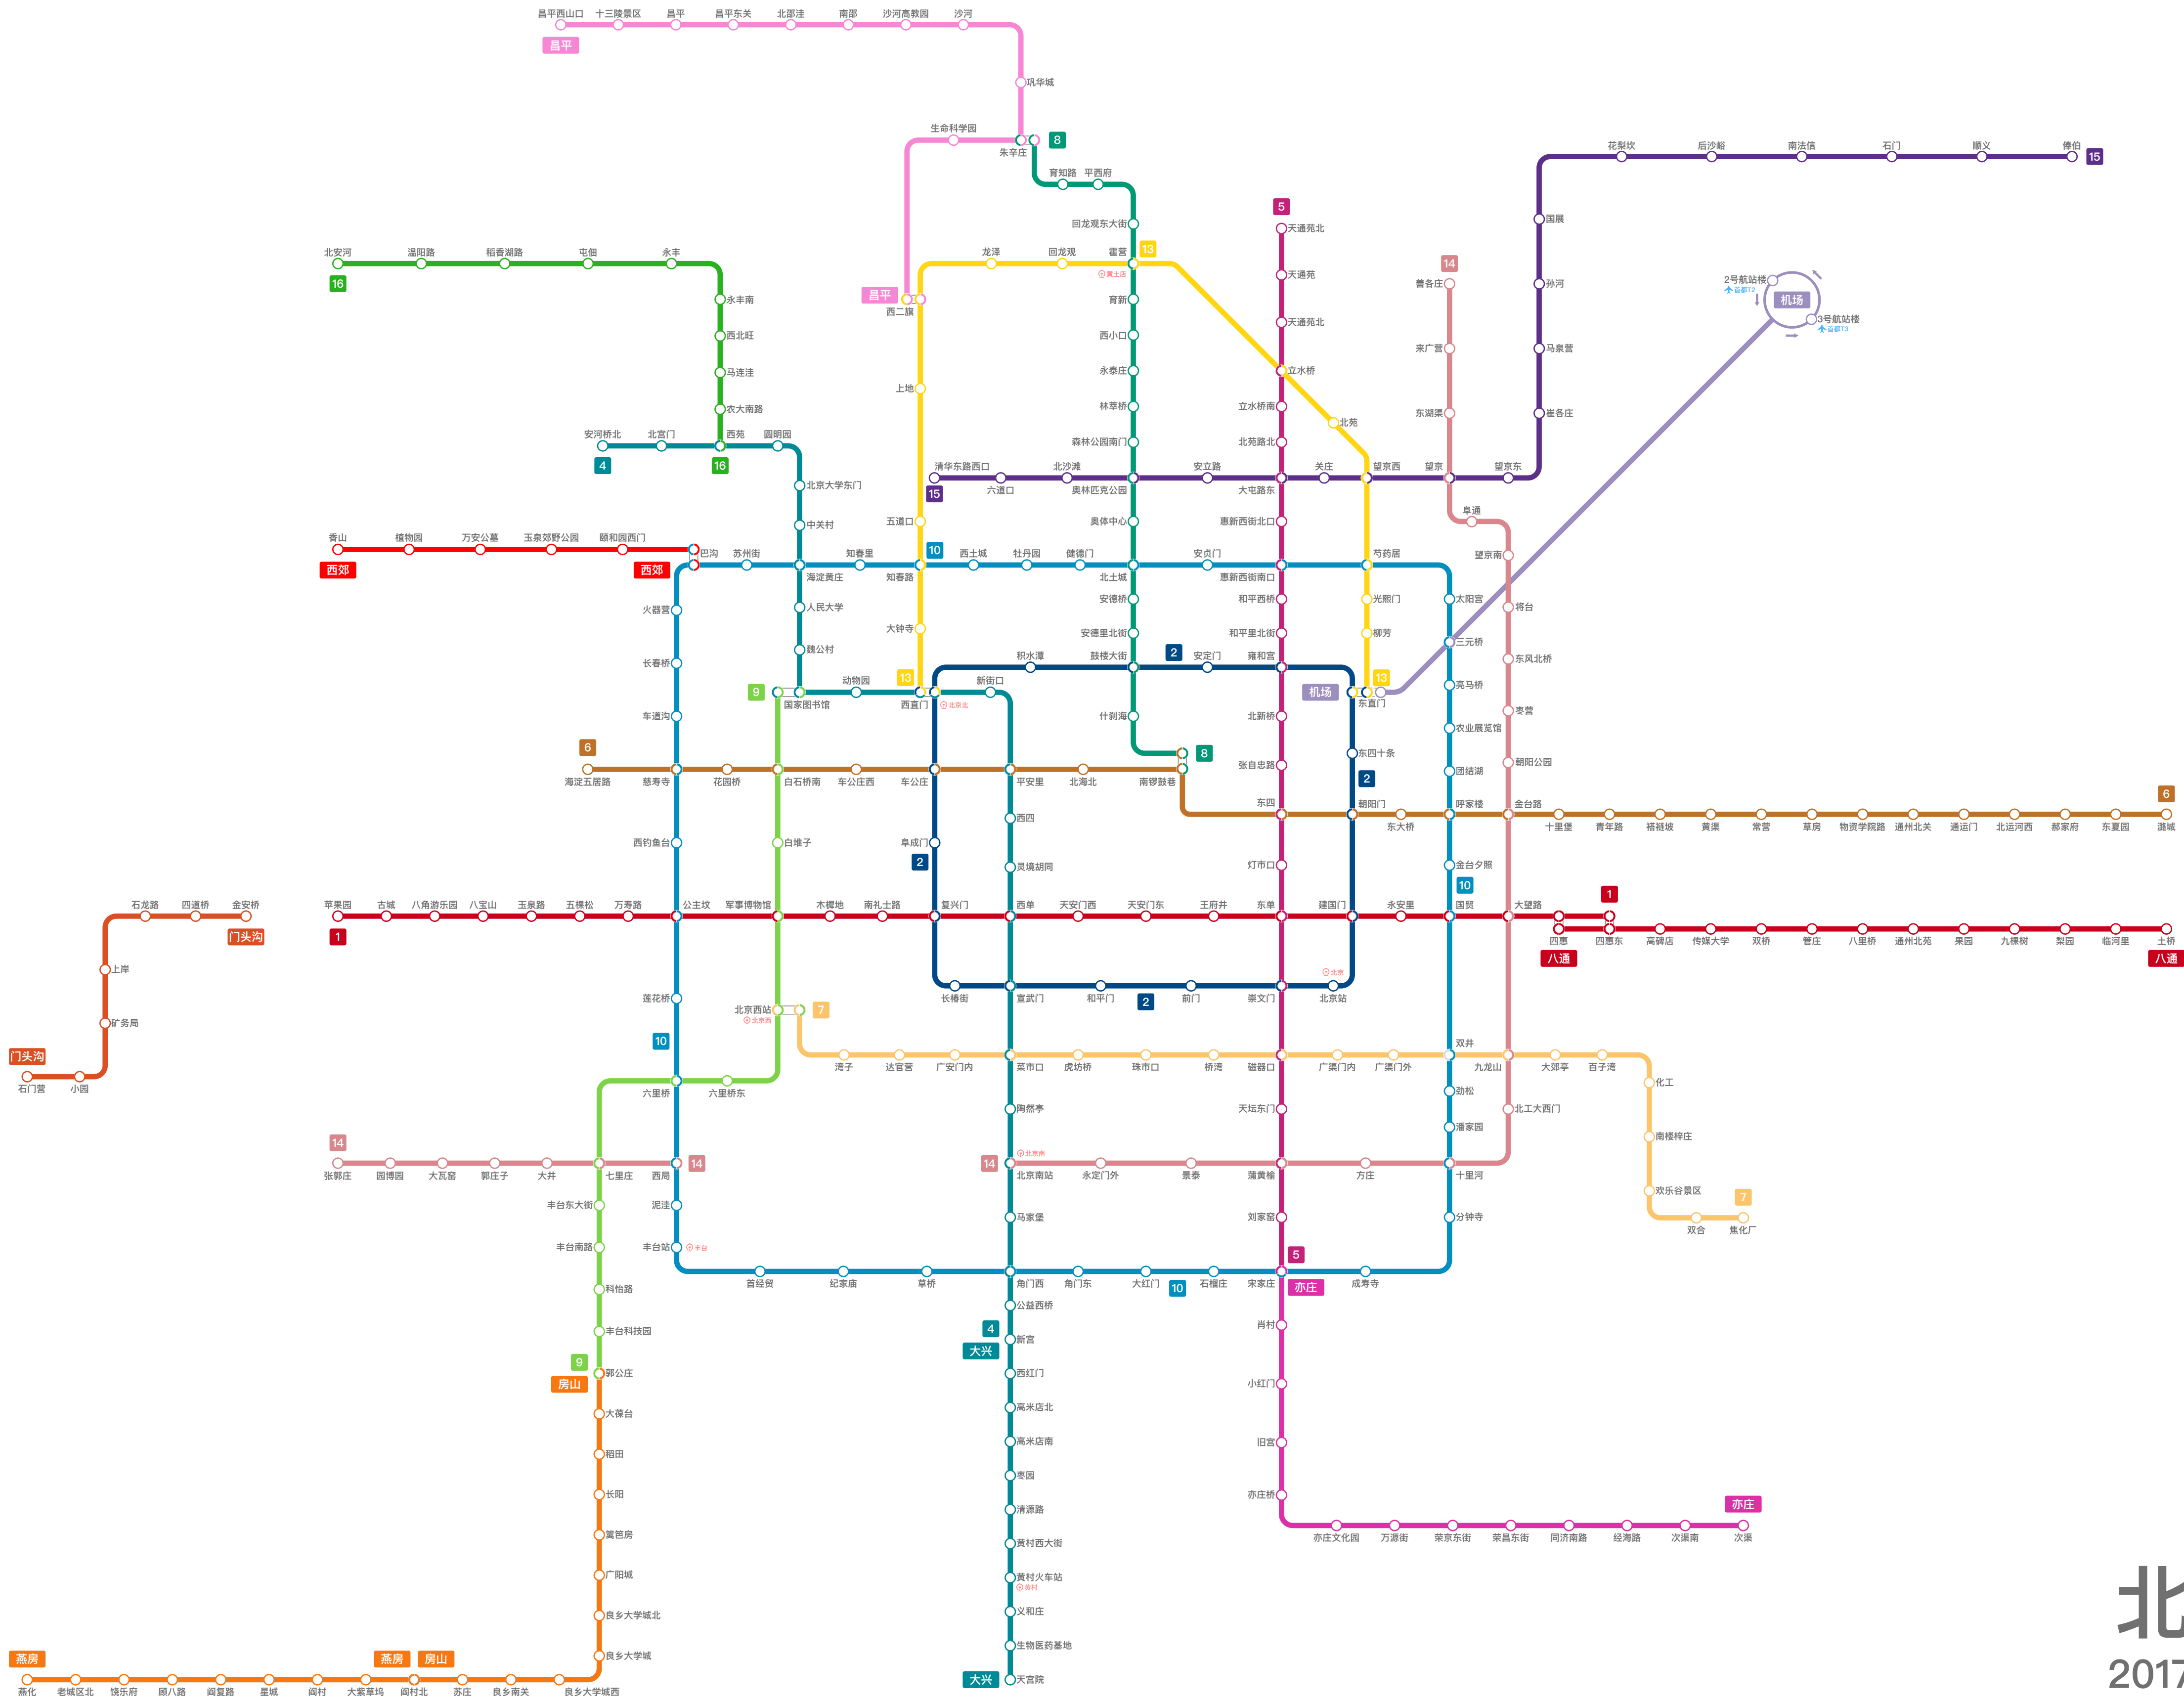 昌平西山口 十三陵景区 昌平 昌平东关 北邵洼 南邵 沙河高教园 沙河
昌平
巩华城
生命科学园
朱辛庄
8
育知路 平西府
花梨坎 后沙峪 南法信 石门 顺义 俸伯
15
5
回龙观东大街
天通苑北
国展
北安河 温阳路 稻香湖路 屯佃 永丰
16
龙泽 回龙观 霍营
13
黄土店
14
天通苑
善各庄
孙河
2号航站楼
首都T2
机场
3号航站楼
首都T3
昌平
西二旗
永丰南
育新
西北旺
西小口
天通苑北
来广营
马泉营
马连洼
永泰庄
立水桥
上地
农大南路
林萃桥
立水桥南
北苑
东湖渠
崔各庄
安河桥北 北宫门 西苑 圆明园
4
16
森林公园南门
北苑路北
清华东路西口 北沙滩 安立路 关庄 望京西 望京 望京东
15
六道口 奥林匹克公园 大屯路东
北京大学东门
中关村
五道口
奥体中心
惠新西街北口
阜通
香山 植物园 万安公墓 玉泉郊野公园 颐和园西门
西郊
西郊
巴沟 苏州街 知春里
10
西土城 牡丹园 健德门 安贞门 芍药居
望京南
海淀黄庄 知春路 北土城 惠新西街南口
火器营
人民大学
大钟寺
安德桥
和平西桥
光熙门
太阳宫
将台
安德里北街
和平里北街
柳芳
三元桥
长春桥
魏公村
积水潭 鼓楼大街
2
安定门 雍和宫
东风北桥
9
国家图书馆
动物园
13
西直门
北京北
新街口
机场
13
东直门
亮马桥
车道沟
什刹海
北新桥
农业展览馆
枣营
6
8
东四十条
2
张自忠路
团结湖
朝阳公园
海淀五居路 慈寿寺 花园桥 白石桥南 车公庄西 车公庄 平安里 北海北 南锣鼓巷
东四 朝阳门 呼家楼 金台路
6
东大桥 十里堡 青年路 褡裢坡 黄渠 常营 草房 物资学院路 通州北关 通运门 北运河西 郝家府 东夏园 潞城
西四
西钓鱼台
白堆子
阜成门
2
灵境胡同
灯市口
金台夕照
10
石龙路 四道桥 金安桥
门头沟
苹果园 古城 八角游乐园 八宝山 玉泉路 五棵松 万寿路 公主坟 军事博物馆 木樨地 南礼士路 复兴门 西单 天安门西 天安门东 王府井 东单 建国门 永安里 国贸 大望路
1
1
四惠 四惠东 高碑店 传媒大学 双桥 管庄 八里桥 通州北苑 果园 九棵树 梨园 临河里 土桥
八通
八通
上岸
矿务局
门头沟
石门营 小园
莲花桥
北京
长椿街 宣武门 和平门
2
前门 崇文门 北京站
北京西站
北京西
7
10
双井
湾子 达官营 广安门内 菜市口 虎坊桥 珠市口 桥湾 磁器口 广渠门内 广渠门外 九龙山 大郊亭 百子湾
化工
六里桥 六里桥东
劲松
陶然亭
天坛东门
北工大西门
潘家园
南楼梓庄
14
14
14
北京南
张郭庄 园博园 大瓦窑 郭庄子 大井 七里庄 西局 北京南站 永定门外 景泰 蒲黄榆 方庄 十里河
欢乐谷景区
7
双合 焦化厂
丰台东大街
泥洼
马家堡
刘家窑
分钟寺
丰台南路
丰台站
丰台
5
首经贸 纪家庙 草桥 角门西 角门东 大红门
10
石榴庄 宋家庄
亦庄
成寿寺
科怡路
公益西桥
丰台科技园
4
大兴
新宫
肖村
9
房山
郭公庄
西红门
小红门
大葆台
高米店北
稻田
高米店南
旧宫
长阳
枣园
亦庄桥
清源路
亦庄
篱笆房
黄村西大街
亦庄文化园 万源街 荣京东街 荣昌东街 同济南路 经海路 次渠南 次渠
广阳城
黄村火车站
黄村
良乡大学城北
义和庄
良乡大学城
生物医药基地
燕房
燕房
房山
大兴
天宫院
燕化 老城区北 饶乐府 顾八路 阎复路 星城 阎村 大紫草坞 阎村北 苏庄 良乡南关 良乡大学城西
北
2017